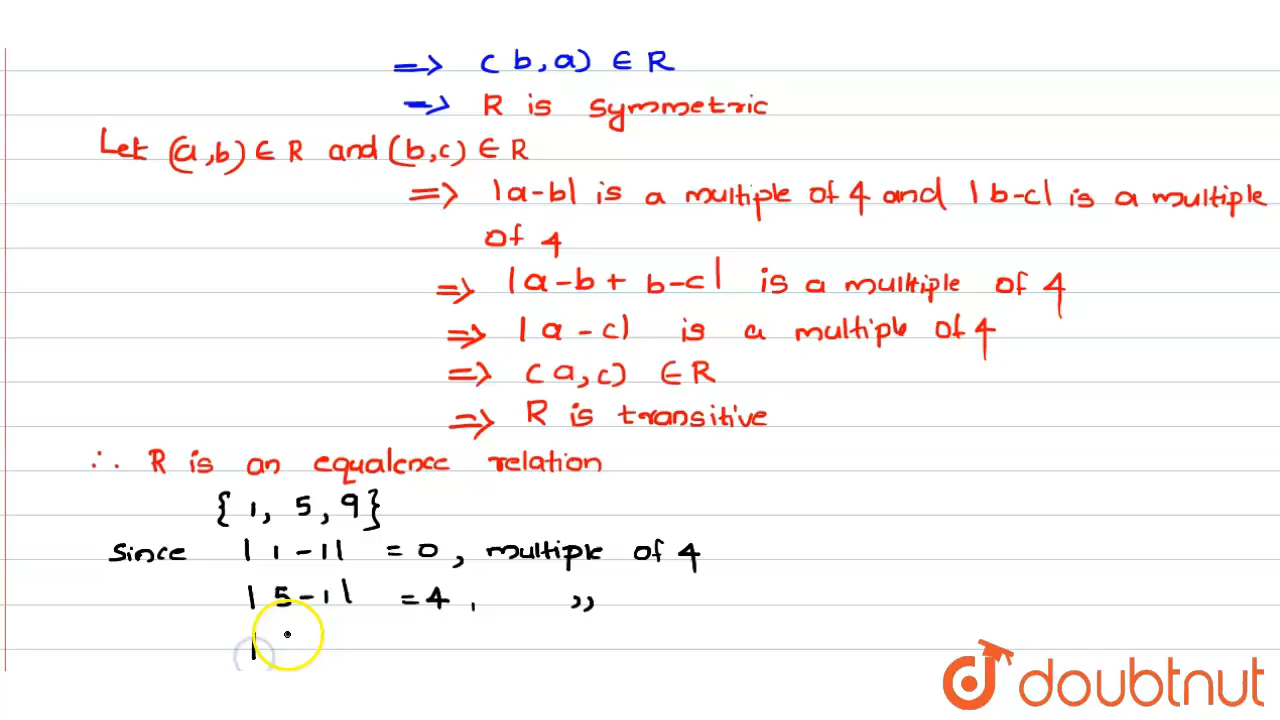 => (b,a) ∈ R
=> R is symmetric
Let (a,b) ∈ R and (b,c) ∈ R
=> |a-b| is a multiple of 4 and |b-c| is a multiple
of 4
=> |a-b+ b-c| is a multiple of 4
=> |a-c| is a multiple of 4
=> (a,c) ∈ R
=> R is transitive
∴ R is an equalence relation
{1, 5, 9}
Since |1-1| = 0, multiple of 4
|5-1| = 4, ,,
|
doubtnut